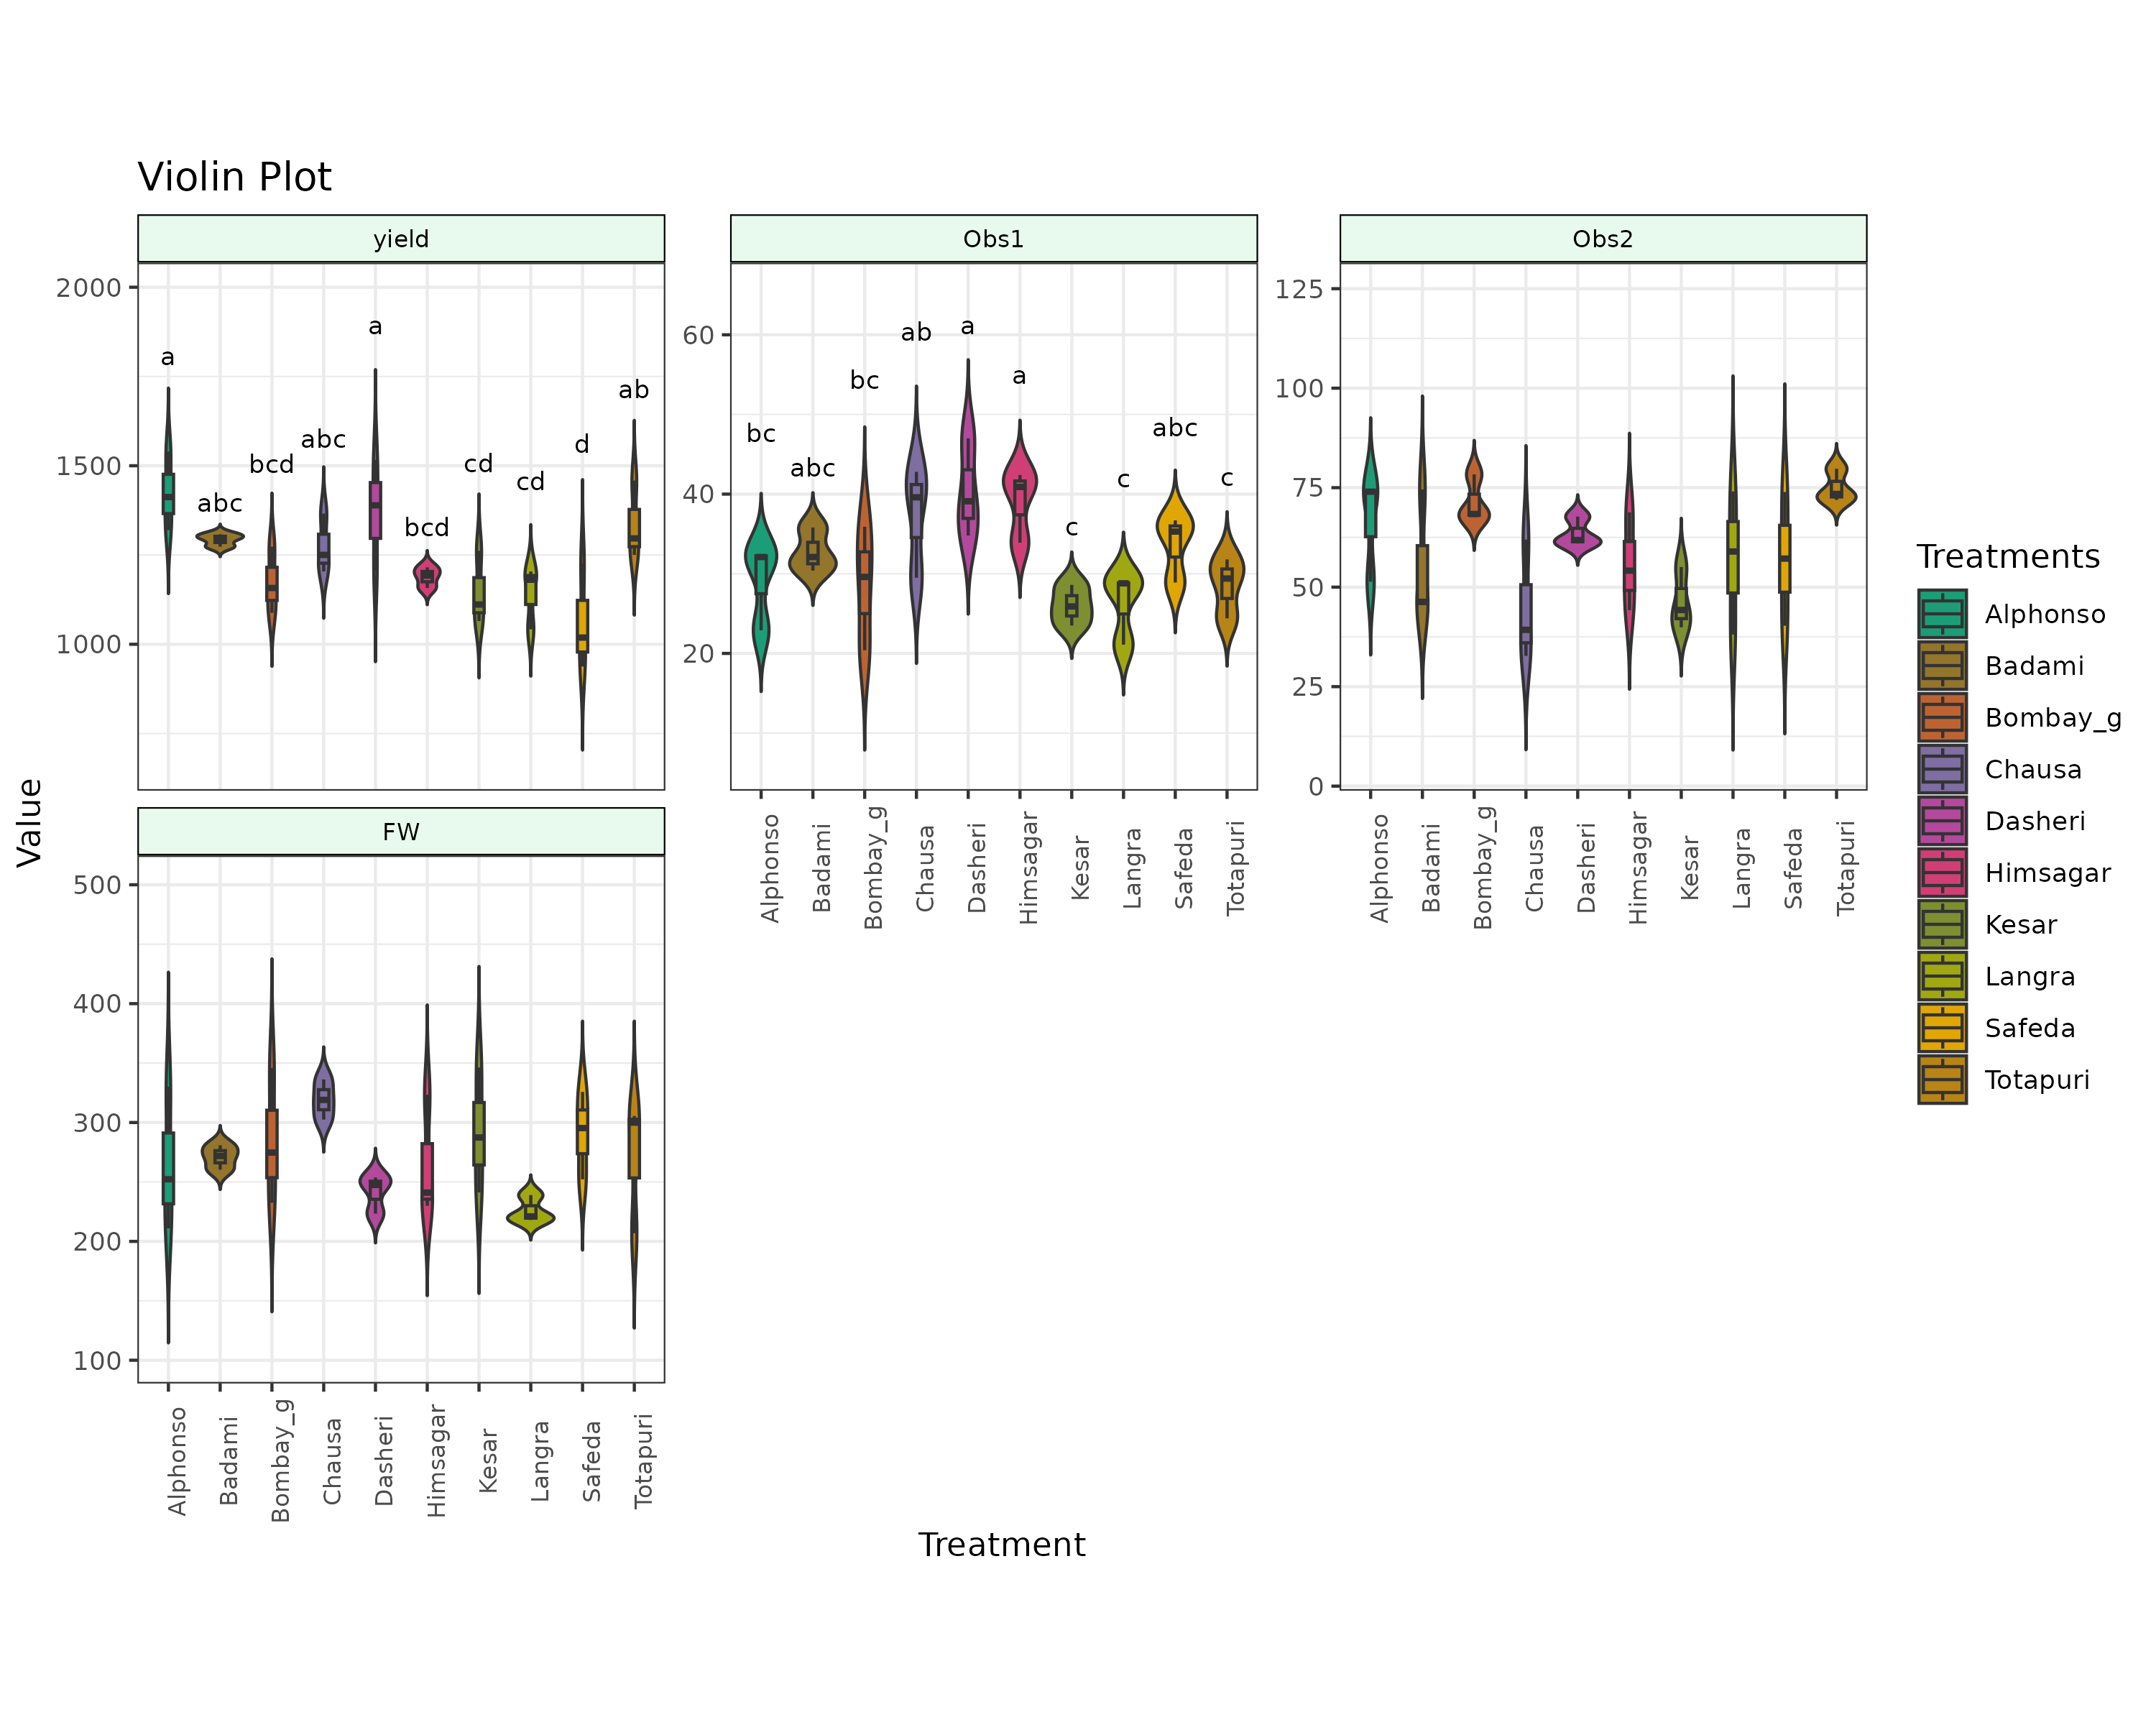 Violin Plot
yield
Obs1
Obs2
2000
1500
1000
a
abc
bcd
abc
a
bcd
cd
cd
d
ab
60
40
20
bc
abc
bc
ab
a
a
c
c
abc
c
125
100
75
50
25
0
Alphonso
Badami
Bombay_g
Chausa
Dasheri
Himsagar
Kesar
Langra
Safeda
Totapuri
Alphonso
Badami
Bombay_g
Chausa
Dasheri
Himsagar
Kesar
Langra
Safeda
Totapuri
FW
500
400
300
200
100
Alphonso
Badami
Bombay_g
Chausa
Dasheri
Himsagar
Kesar
Langra
Safeda
Totapuri
Value
Treatment
Treatments
Alphonso
Badami
Bombay_g
Chausa
Dasheri
Himsagar
Kesar
Langra
Safeda
Totapuri